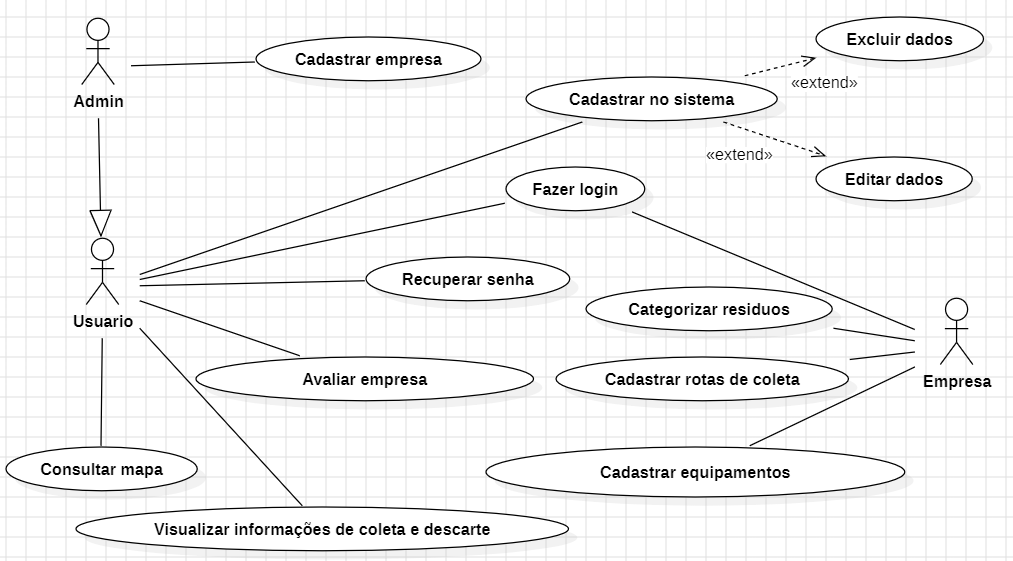 Excluir dados
Cadastrar empresa
«extend»
Admin
Cadastrar no sistema
«extend»
Editar dados
Fazer login
Recuperar senha
Categorizar residuos
Usuario
Avaliar empresa
Cadastrar rotas de coleta
Empresa
Consultar mapa
Cadastrar equipamentos
Visualizar informações de coleta e descarte